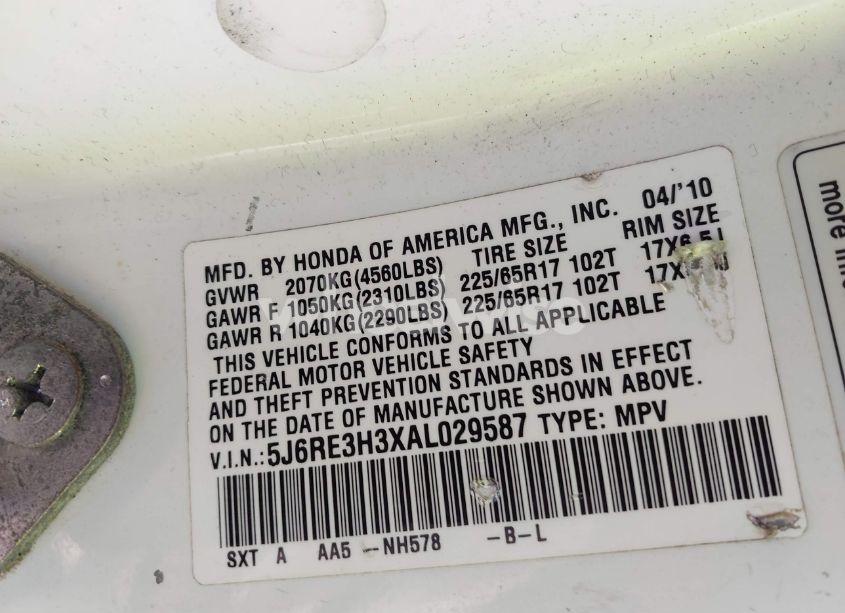 MFD. BY HONDA OF AMERICA MFG., INC. 04/'10
GVWR 2070KG(4560LBS) TIRE SIZE RIM SIZE
GAWR F 1050KG(2310LBS) 225/65R17 102T 17X6.5J
GAWR R 1040KG(2290LBS) 225/65R17 102T
THIS VEHICLE CONFORMS TO ALL APPLICABLE
FEDERAL MOTOR VEHICLE SAFETY
AND THEFT PREVENTION STANDARDS IN EFFECT
ON THE DATE OF MANUFACTURE SHOWN ABOVE.
V.I.N.:5J6RE3H3XAL029587 TYPE: MPV
SXT A AA5 -NH578 -B-L
more